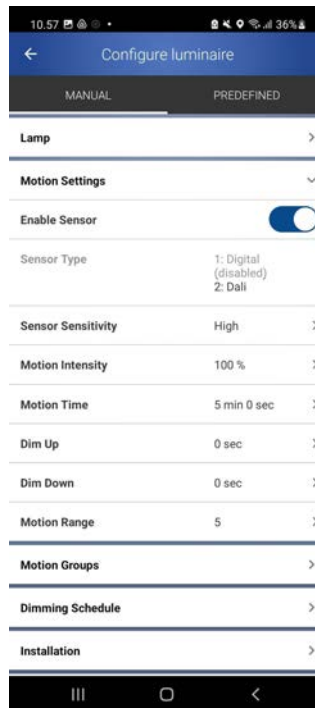 10.57 36%
Configure luminaire
MANUAL PREDEFINED
Lamp
Motion Settings
Enable Sensor
Sensor Type 1: Digital
(disabled)
2: Dali
Sensor Sensitivity High
Motion Intensity 100 %
Motion Time 5 min 0 sec
Dim Up 0 sec
Dim Down 0 sec
Motion Range 5
Motion Groups
Dimming Schedule
Installation